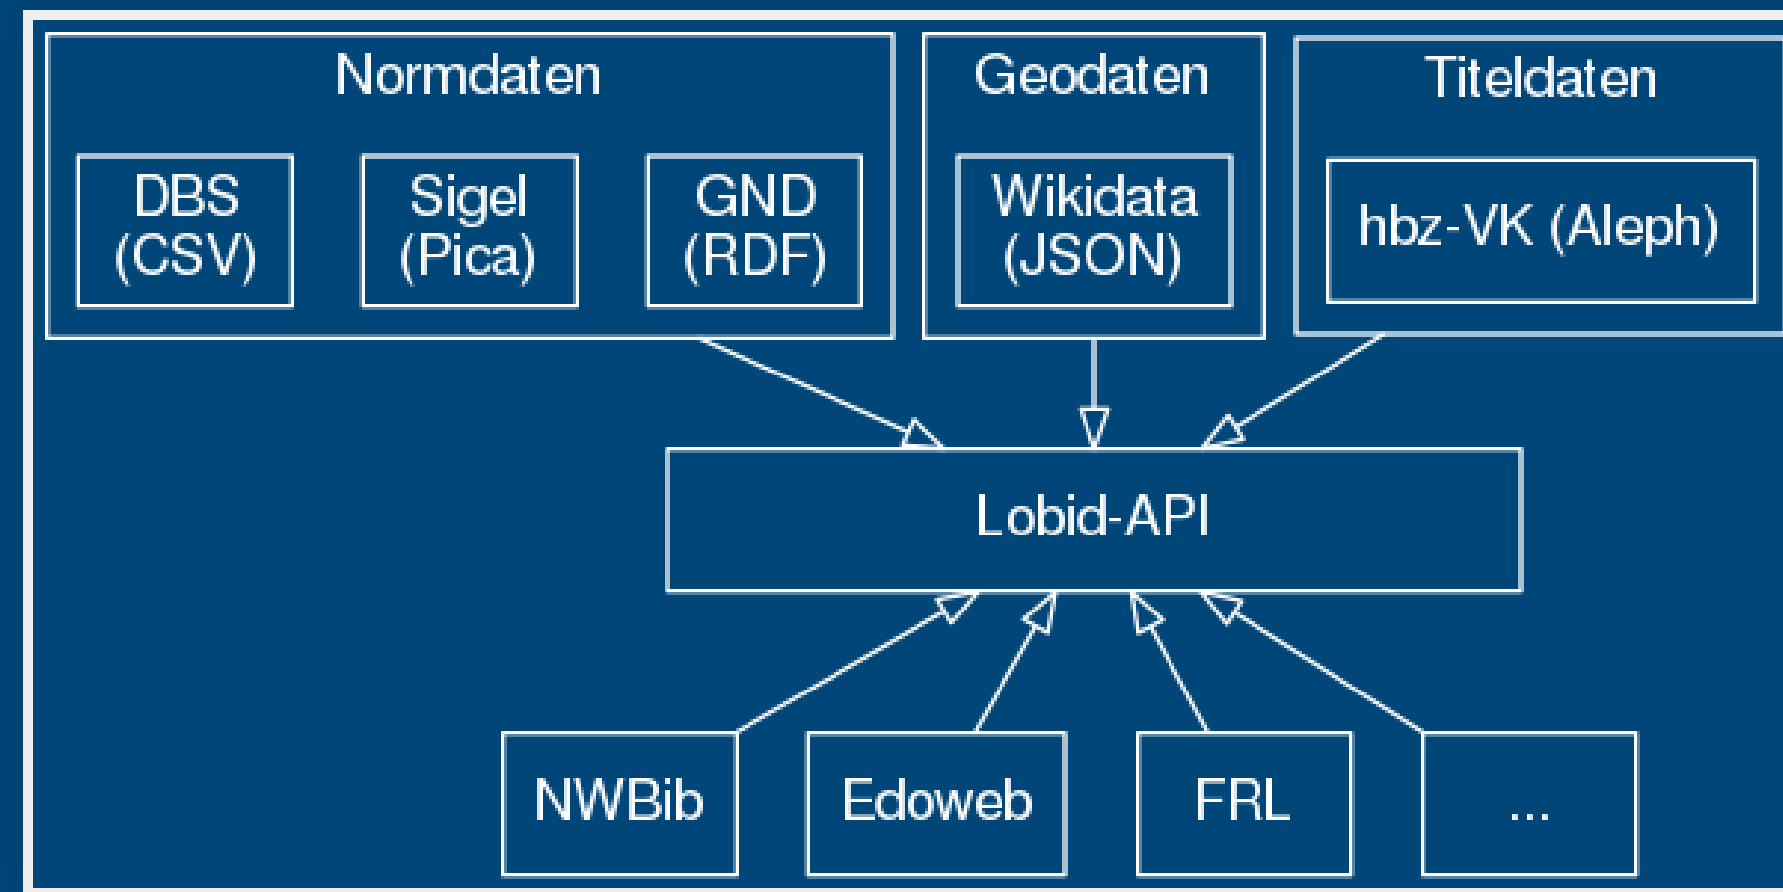 Normdaten
DBS
(CSV)
Sigel
(Pica)
GND
(RDF)
Geodaten
Wikidata
(JSON)
Titeldaten
hbz-VK (Aleph)
Lobid-API
NWBib
Edoweb
FRL
...